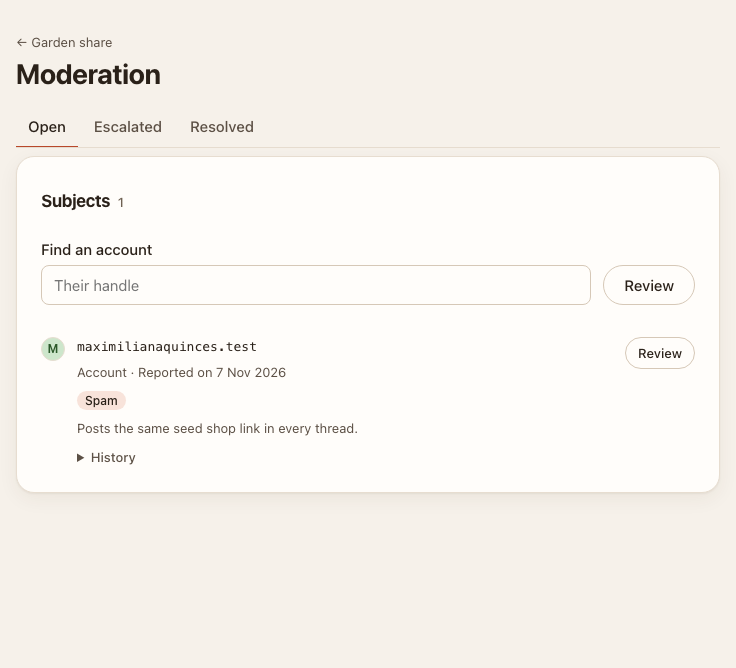 ← Garden share
Moderation
Open Escalated Resolved
Subjects 1
Find an account
Their handle
Review
M
maximilianaquinces.test
Review
Account · Reported on 7 Nov 2026
Spam
Posts the same seed shop link in every thread.
▶ History